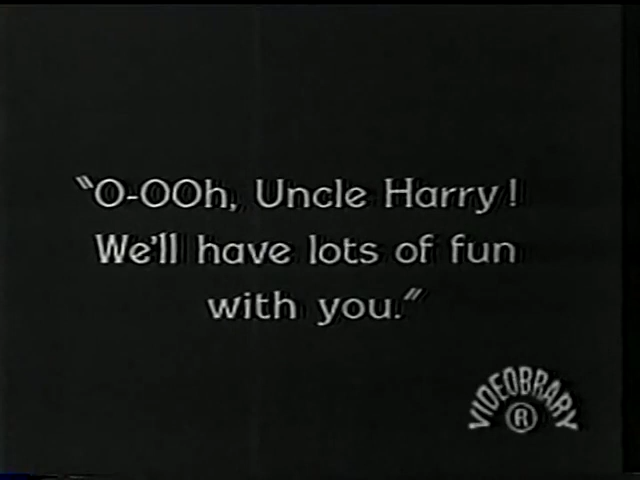 "O-OOh, Uncle Harry!
We'll have lots of fun
with you."
VIDEOBRARY
®